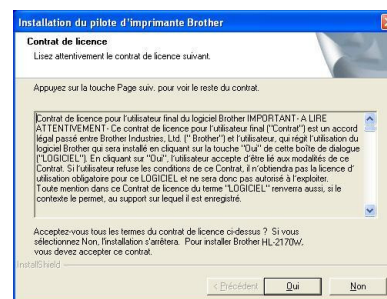 Installation du pilote d'imprimante Brother
Contrat de licence
Lisez attentivement le contrat de licence suivant.
Appuyez sur la touche Page suiv. pour voir le reste du contrat.
Contrat de licence pour l'utilisateur final du logiciel Brother IMPORTANT- A LIRE
ATTENTIVEMENT- Ce contrat de licence pour l'utilisateur final ("Contrat") est un accord
légal passé entre Brother Industries, Ltd. (" Brother") et l'utilisateur, qui régit l'utilisation du
logiciel Brother qui sera installé en cliquant sur la touche "Oui" de cette boîte de dialogue
("LOGICIEL"). En cliquant sur "Oui", l'utilisateur accepte d'être lié aux modalités de ce
Contrat. Si l'utilisateur refuse les conditions de ce Contrat, il n'obtiendra pas la licence d'
utilisation obligatoire pour ce LOGICIEL et ne sera donc pas autorisé à l'exploiter.
Toute mention dans ce Contrat de licence du terme "LOGICIEL" renverra aussi, si le
contexte le permet, au support sur lequel il est enregistré.
Acceptez-vous tous les termes du contrat de licence ci-dessus ? Si vous
sélectionnez Non, l'installation s'arrêtera. Pour installer Brother HL-2170W,
vous devez accepter ce contrat.
InstallShield
< Précédent
Oui
Non